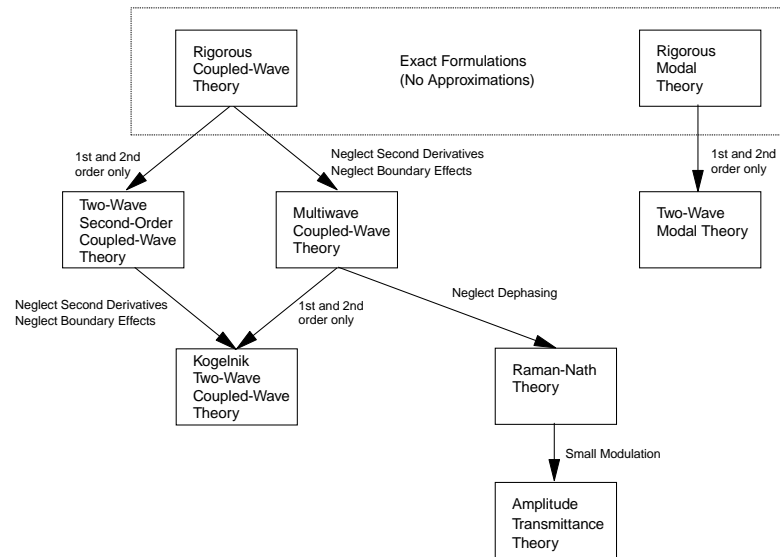 Rigorous
Coupled-Wave
Theory
Exact Formulations
(No Approximations)
Rigorous
Modal
Theory
1st and 2nd
order only
Neglect Second Derivatives
Neglect Boundary Effects
1st and 2nd
order only
Two-Wave
Second-Order
Coupled-Wave
Theory
Multiwave
Coupled-Wave
Theory
Two-Wave
Modal Theory
Neglect Second Derivatives
Neglect Boundary Effects
1st and 2nd
order only
Neglect Dephasing
Kogelnik
Two-Wave
Coupled-Wave
Theory
Raman-Nath
Theory
Small Modulation
Amplitude
Transmittance
Theory